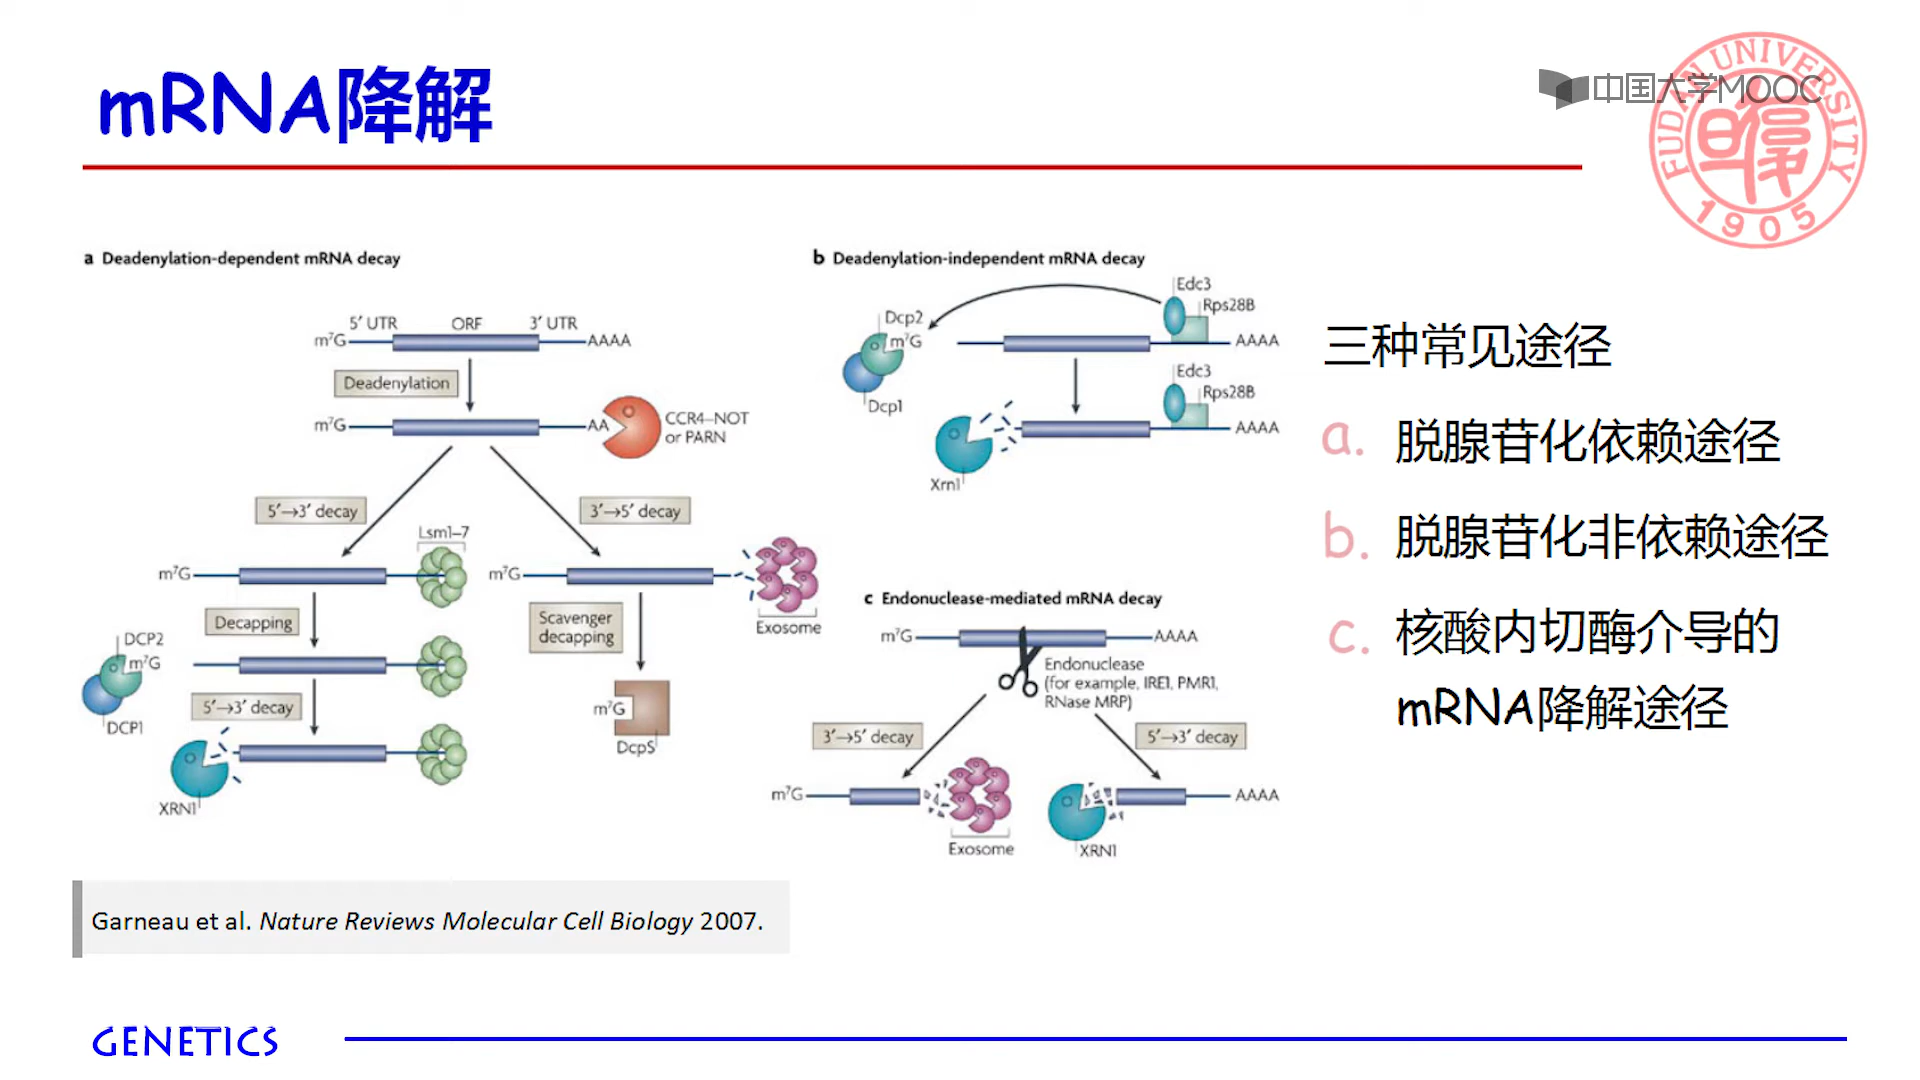 mRNA降解
中国大学MOOC
FUDAN UNIVERSITY
1905
a Deadenylation-dependent mRNA decay
5′ UTR ORF 3′ UTR
m⁷G AAAA
Deadenylation
m⁷G AA
CCR4–NOT
or PARN
5′→3′ decay
3′→5′ decay
Lsm1–7
m⁷G
m⁷G
Exosome
Decapping
Scavenger
decapping
DCP2
m⁷G
DCP1
5′→3′ decay
m⁷G
DcpS
XRN1
b Deadenylation-independent mRNA decay
Edc3
Rps28B
Dcp2
m⁷G
AAAA
Dcp1
Edc3
Rps28B
AAAA
Xrn1
c Endonuclease-mediated mRNA decay
m⁷G AAAA
Endonuclease
(for example, IRE1, PMR1,
RNase MRP)
3′→5′ decay
5′→3′ decay
m⁷G
AAAA
Exosome
XRN1
三种常见途径
a. 脱腺苷化依赖途径
b. 脱腺苷化非依赖途径
c. 核酸内切酶介导的
mRNA降解途径
Garneau et al. Nature Reviews Molecular Cell Biology 2007.
GENETICS